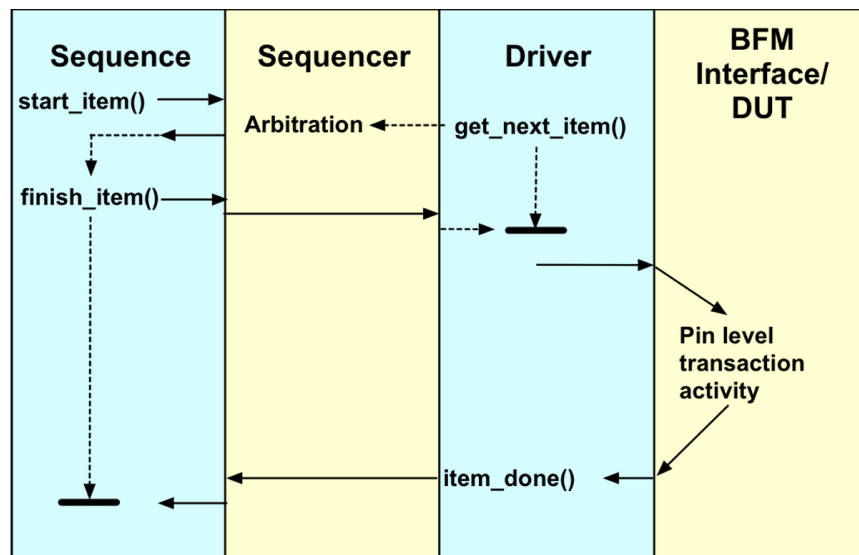 Sequence
Sequencer
Driver
BFM
Interface/
DUT
start_item()
Arbitration
get_next_item()
finish_item()
Pin level
transaction
activity
item_done()